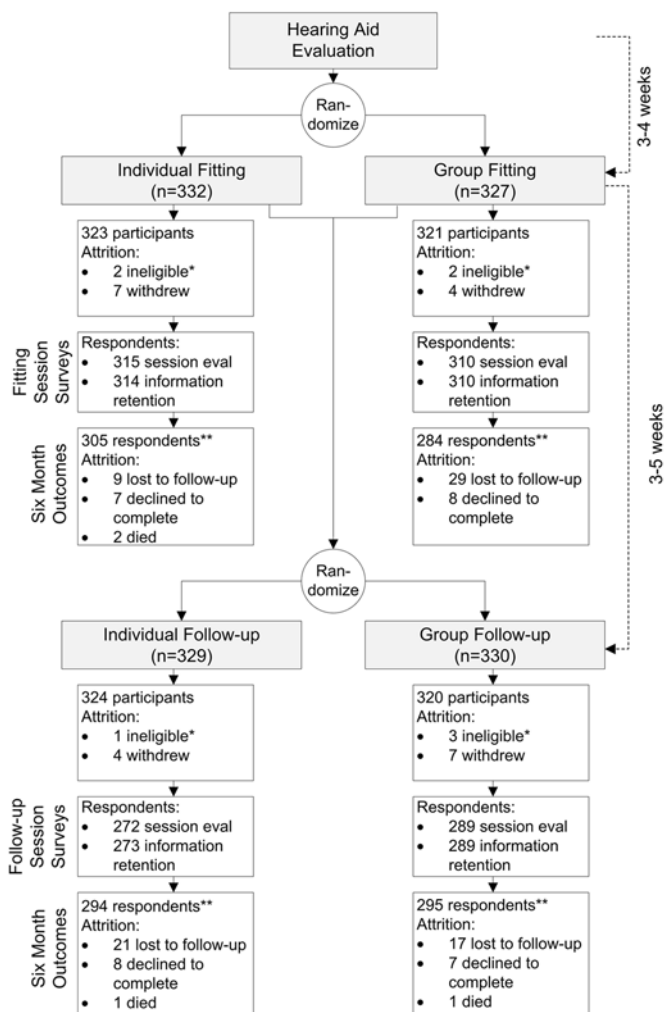 Hearing Aid
Evaluation
3-4 weeks
Ran-
domize
Individual Fitting
(n=332)
Group Fitting
(n=327)
323 participants
Attrition:
• 2 ineligible*
• 7 withdrew
321 participants
Attrition:
• 2 ineligible*
• 4 withdrew
Fitting
Session
Surveys
Respondents:
• 315 session eval
• 314 information
retention
Respondents:
• 310 session eval
• 310 information
retention
3-5 weeks
Six Month
Outcomes
305 respondents**
Attrition:
• 9 lost to follow-up
• 7 declined to
complete
• 2 died
284 respondents**
Attrition:
• 29 lost to follow-up
• 8 declined to
complete
Ran-
domize
Individual Follow-up
(n=329)
Group Follow-up
(n=330)
324 participants
Attrition:
• 1 ineligible*
• 4 withdrew
320 participants
Attrition:
• 3 ineligible*
• 7 withdrew
Follow-up
Session
Surveys
Respondents:
• 272 session eval
• 273 information
retention
Respondents:
• 289 session eval
• 289 information
retention
Six Month
Outcomes
294 respondents**
Attrition:
• 21 lost to follow-up
• 8 declined to
complete
• 1 died
295 respondents**
Attrition:
• 17 lost to follow-up
• 7 declined to
complete
• 1 died